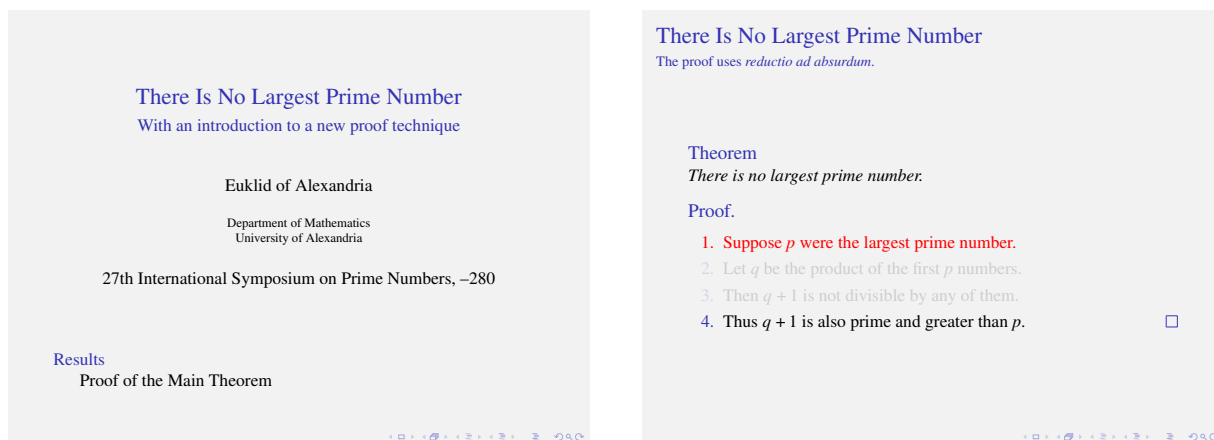 There Is No Largest Prime Number
With an introduction to a new proof technique
Euklid of Alexandria
Department of Mathematics
University of Alexandria
27th International Symposium on Prime Numbers, –280
Results
Proof of the Main Theorem
There Is No Largest Prime Number
The proof uses reductio ad absurdum.
Theorem
There is no largest prime number.
Proof.
1. Suppose p were the largest prime number.
2. Let q be the product of the first p numbers.
3. Then q + 1 is not divisible by any of them.
4. Thus q + 1 is also prime and greater than p.